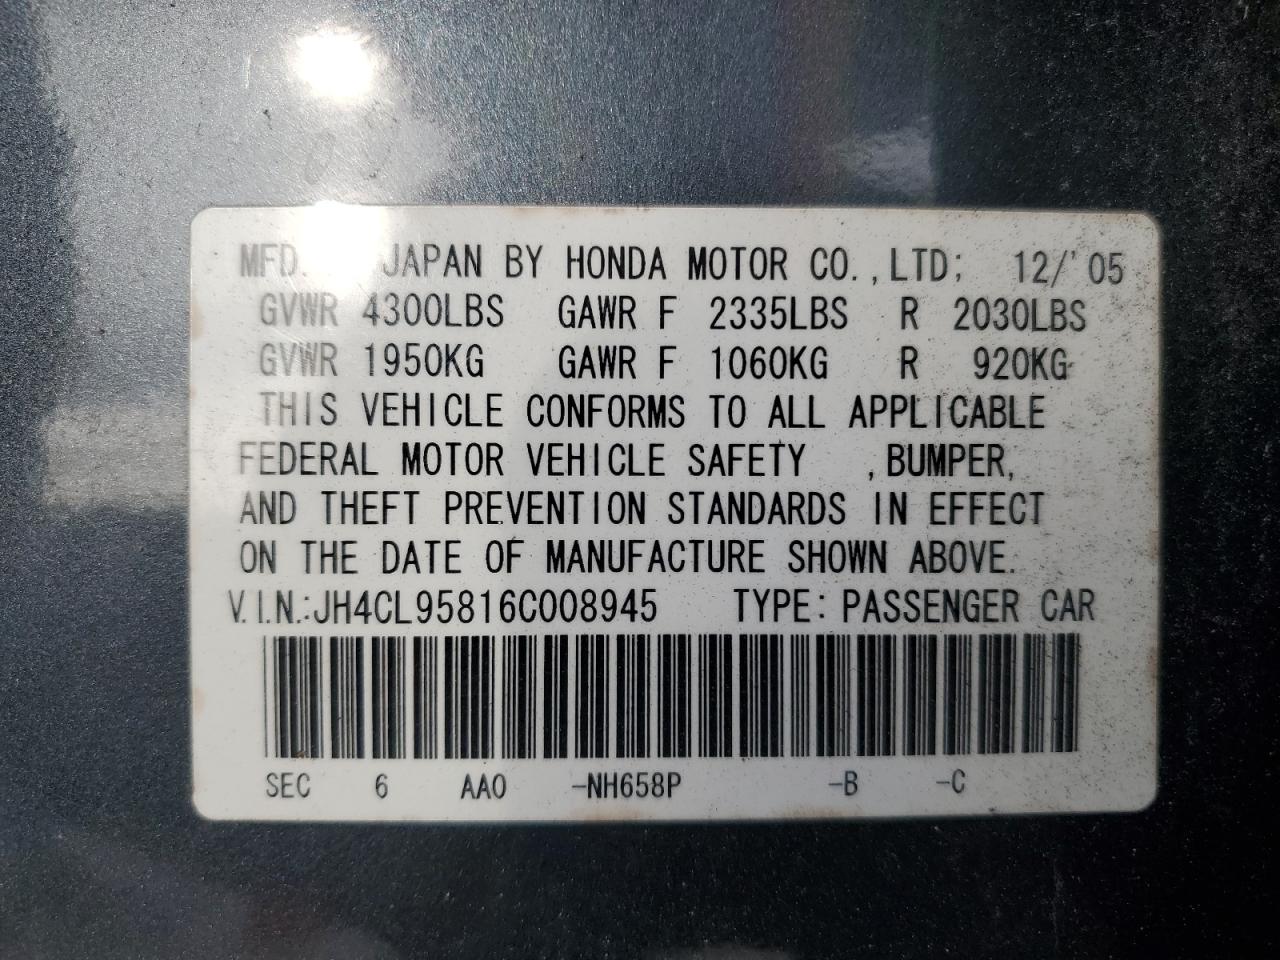 MFD. JAPAN BY HONDA MOTOR CO.,LTD; 12/'05
GVWR 4300LBS GAWR F 2335LBS R 2030LBS
GVWR 1950KG GAWR F 1060KG R 920KG
THIS VEHICLE CONFORMS TO ALL APPLICABLE
FEDERAL MOTOR VEHICLE SAFETY ,BUMPER,
AND THEFT PREVENTION STANDARDS IN EFFECT
ON THE DATE OF MANUFACTURE SHOWN ABOVE.
V.I.N.:JH4CL95816C008945 TYPE:PASSENGER CAR
SEC 6 AAO -NH658P -B -C